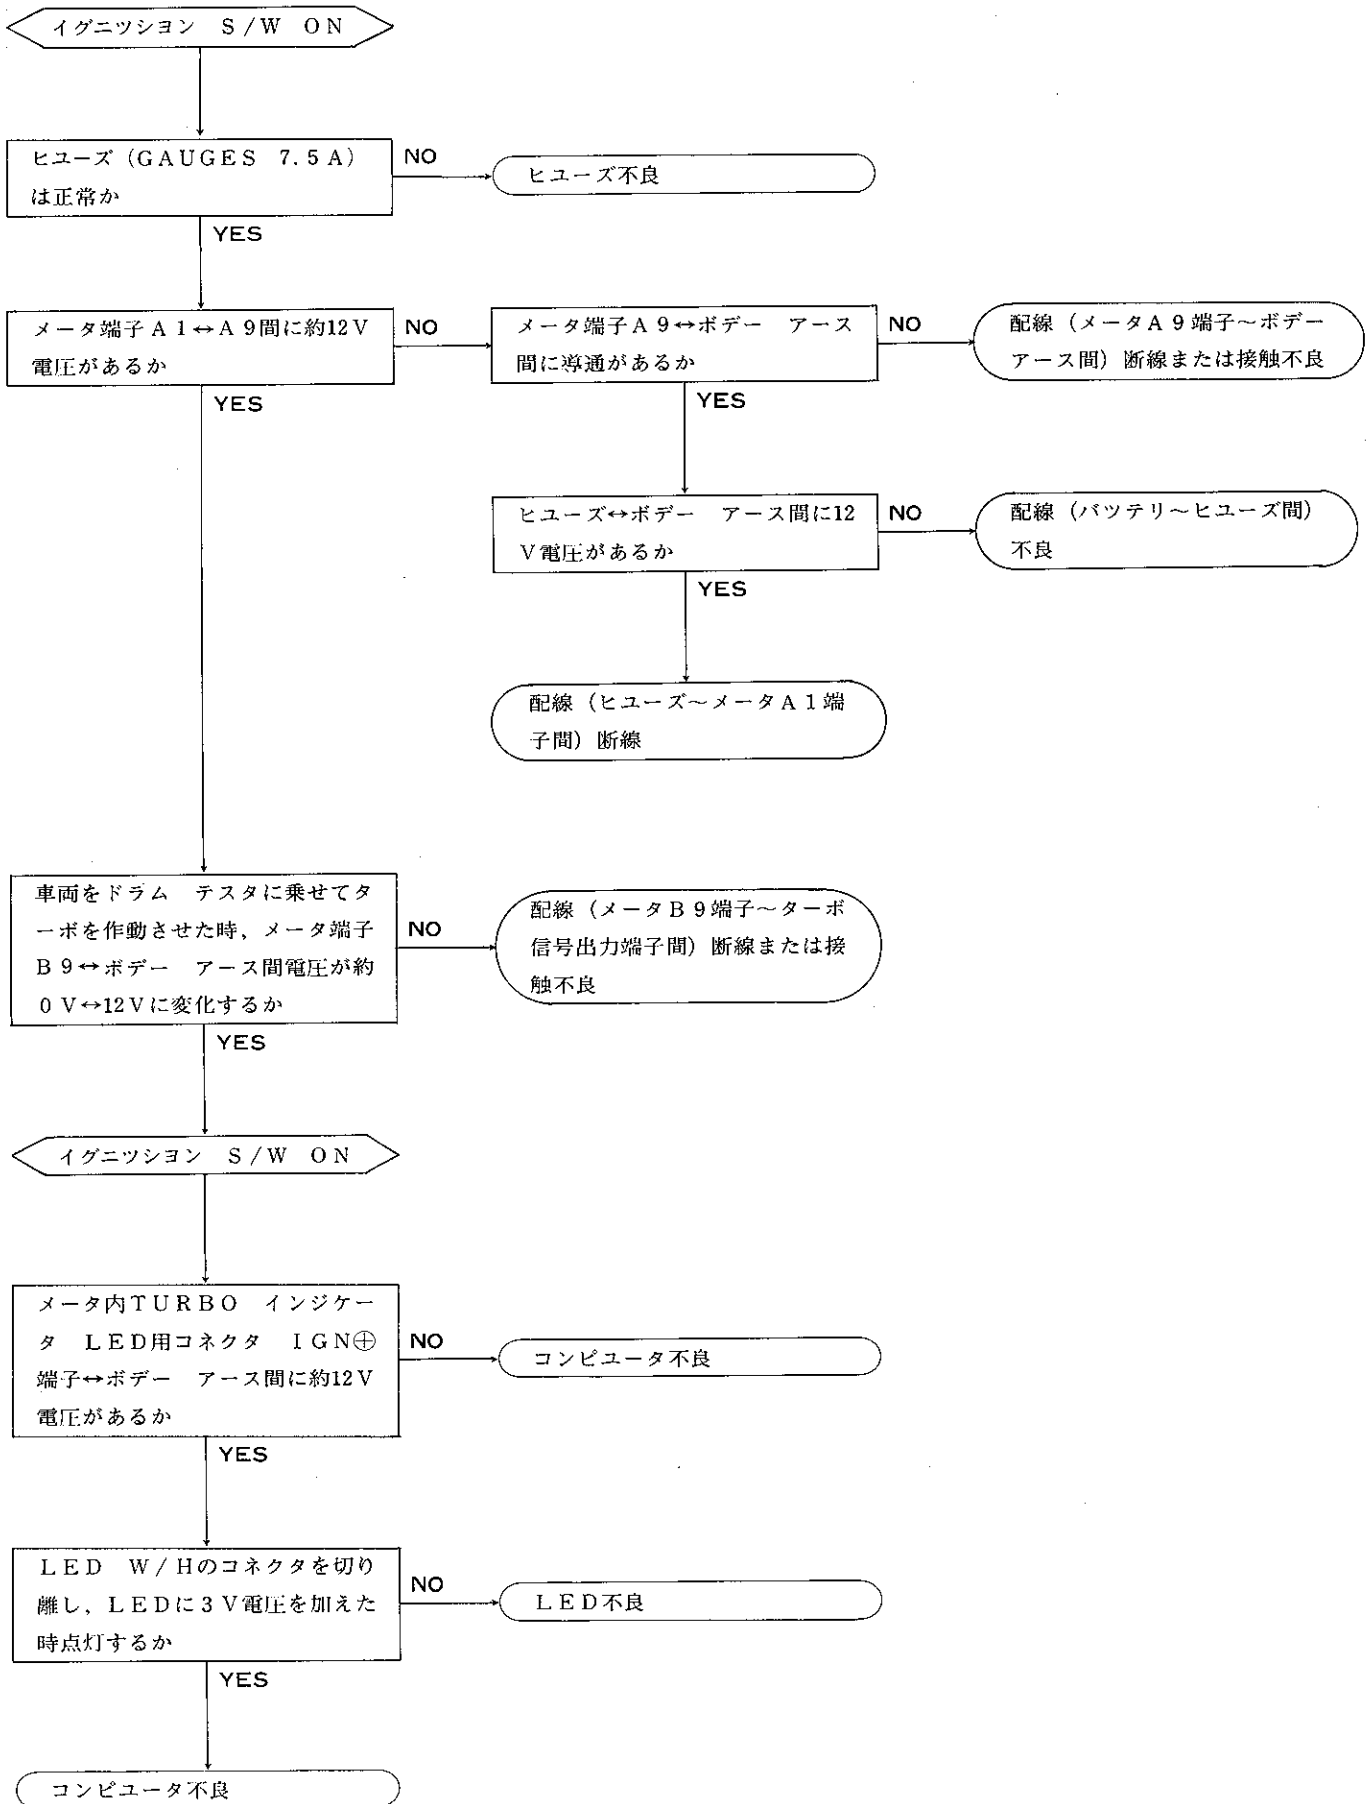 イグニツシヨン S/W ON
ヒユーズ (GAUGES 7.5A)
は正常か
NO
ヒユーズ不良
YES
メータ端子A1↔A9間に約12V
電圧があるか
NO
メータ端子A9↔ボデー アース
間に導通があるか
NO
配線(メータA9端子~ボデー
アース間)断線または接触不良
YES
YES
ヒユーズ↔ボデー アース間に12
V電圧があるか
NO
配線(バツテリ~ヒユーズ間)
不良
YES
配線(ヒユーズ~メータA1端
子間)断線
車両をドラム テスタに乗せてタ
ーボを作動させた時、メータ端子
B9↔ボデー アース間電圧が約
0V↔12Vに変化するか
NO
配線(メータB9端子~ターボ
信号出力端子間)断線または接
触不良
YES
イグニツシヨン S/W ON
メータ内TURBO インジケー
タ LED用コネクタ IGN⊕
端子↔ボデー アース間に約12V
電圧があるか
NO
コンピユータ不良
YES
LED W/Hのコネクタを切り
離し、LEDに3V電圧を加えた
時点灯するか
NO
LED不良
YES
コンピユータ不良